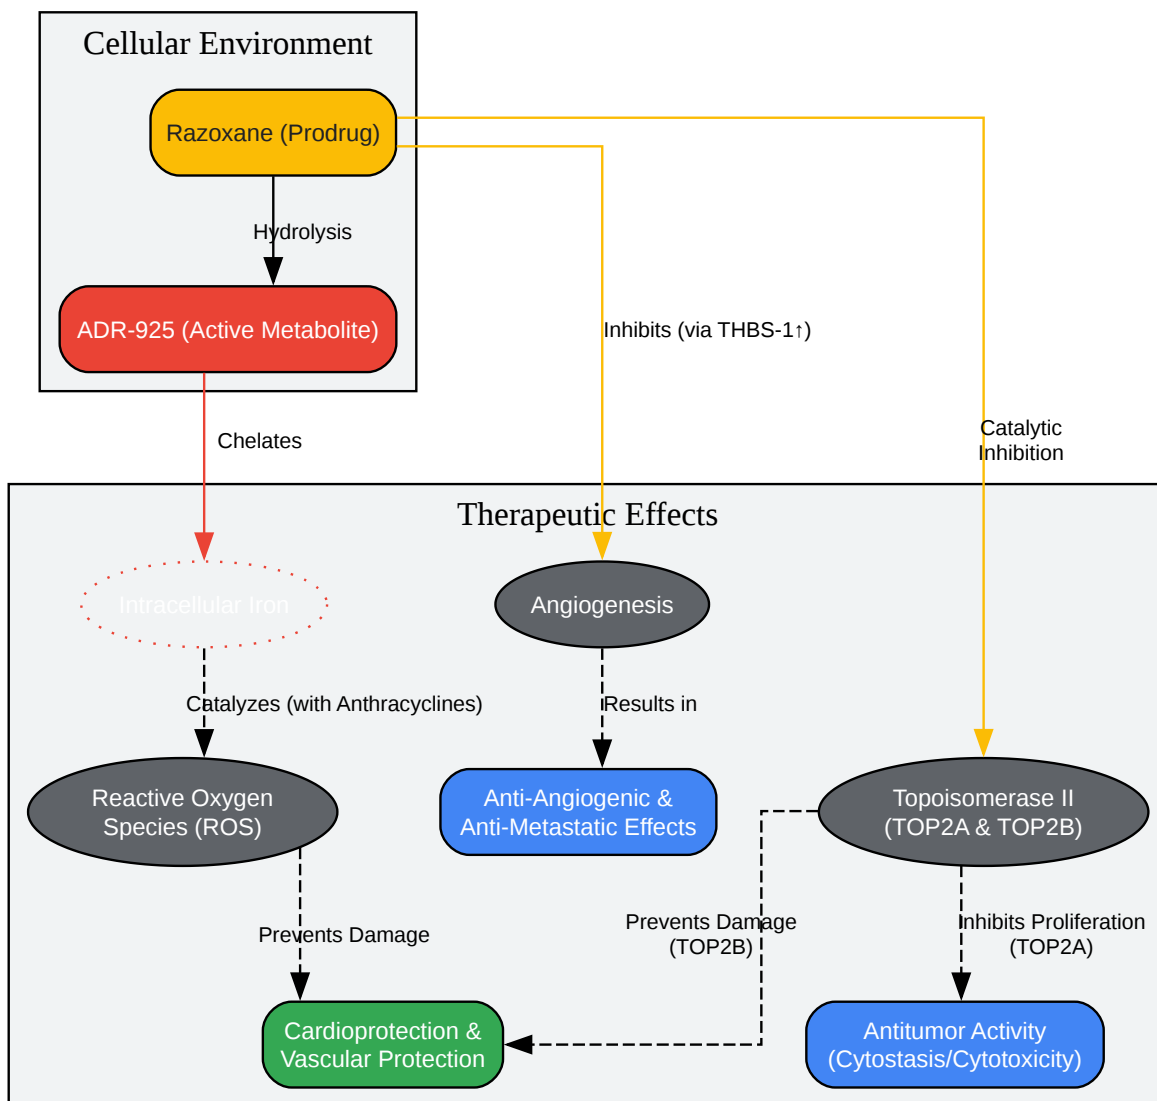 Cellular Environment
Razoxane (Prodrug)
Hydrolysis
ADR-925 (Active Metabolite)
Inhibits (via THBS-1↑)
Chelates
Catalytic
Inhibition
Therapeutic Effects
Intracellular Iron
Angiogenesis
Catalyzes (with Anthracyclines)
Results in
Reactive Oxygen
Species (ROS)
Anti-Angiogenic &
Anti-Metastatic Effects
Topoisomerase II
(TOP2A & TOP2B)
Prevents Damage
Prevents Damage
(TOP2B)
Inhibits Proliferation
(TOP2A)
Cardioprotection &
Vascular Protection
Antitumor Activity
(Cytostasis/Cytotoxicity)